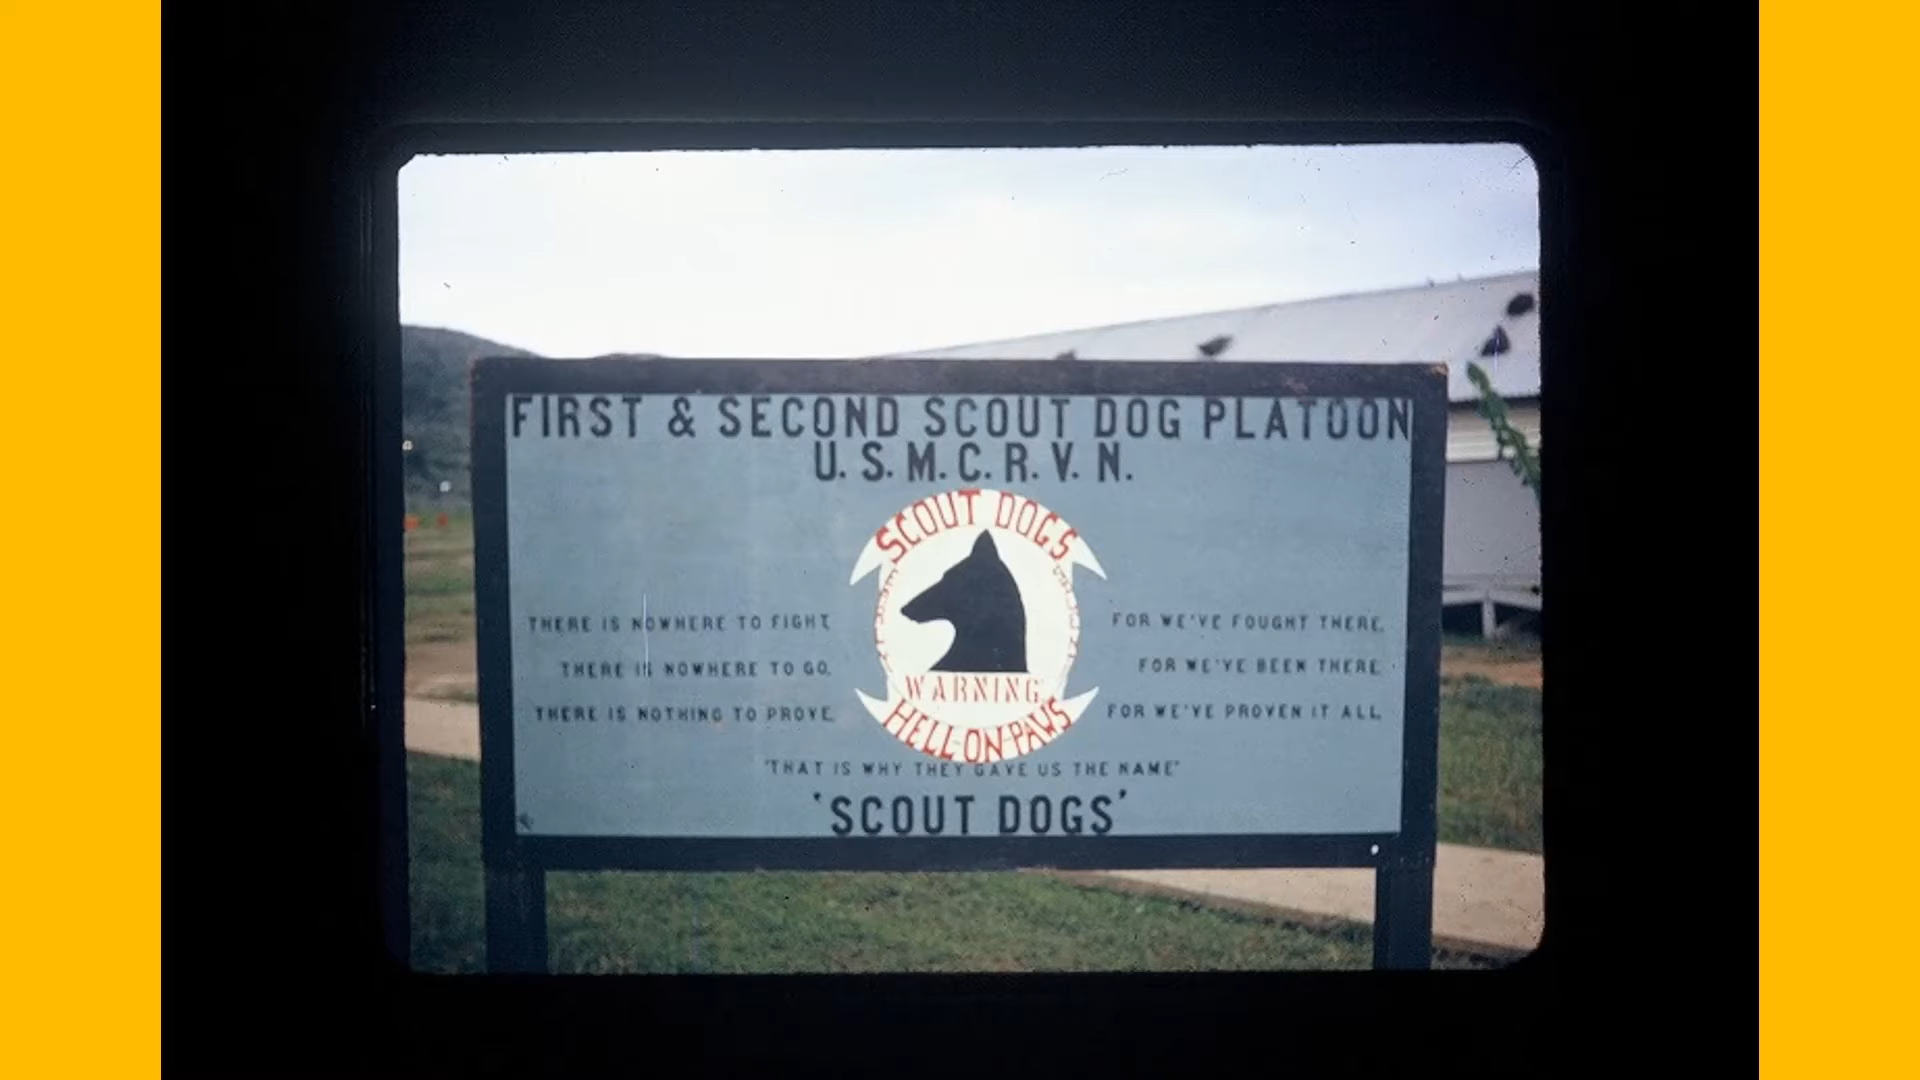 FIRST & SECOND SCOUT DOG PLATOON
U. S. M. C. R. V. N.
SCOUT DOGS
THERE IS NOWHERE TO FIGHT, FOR WE'VE FOUGHT THERE.
THERE IS NOWHERE TO GO, FOR WE'VE BEEN THERE.
THERE IS NOTHING TO PROVE, FOR WE'VE PROVEN IT ALL.
WARNING
HELL-ON-PAWS
"THAT IS WHY THEY GAVE US THE NAME"
'SCOUT DOGS'